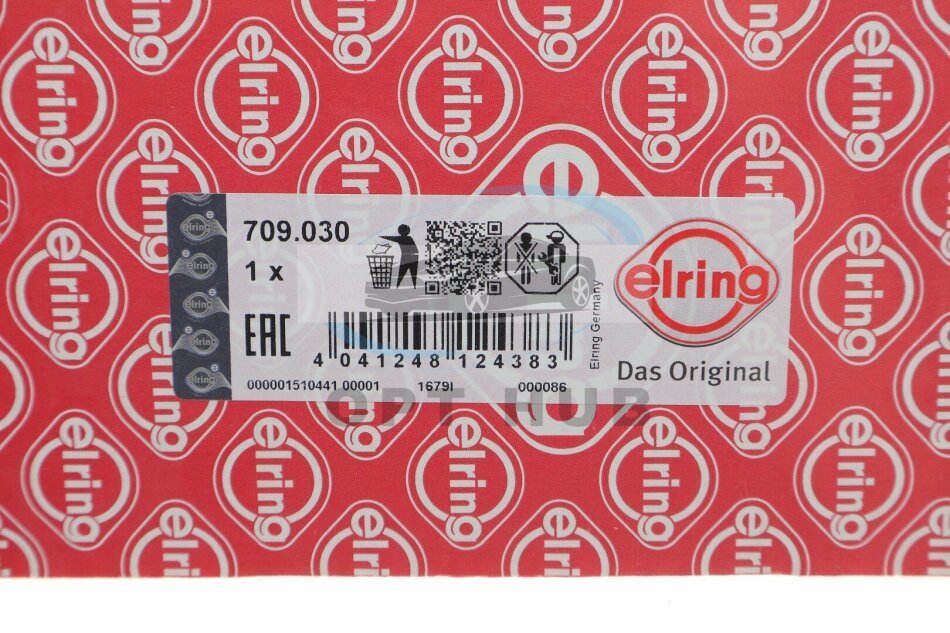 709.030
1 x
EAC
4 041248 124383
000001510441 00001 1679I 000086
Elring Germany
elring
Das Original
OPT HUB